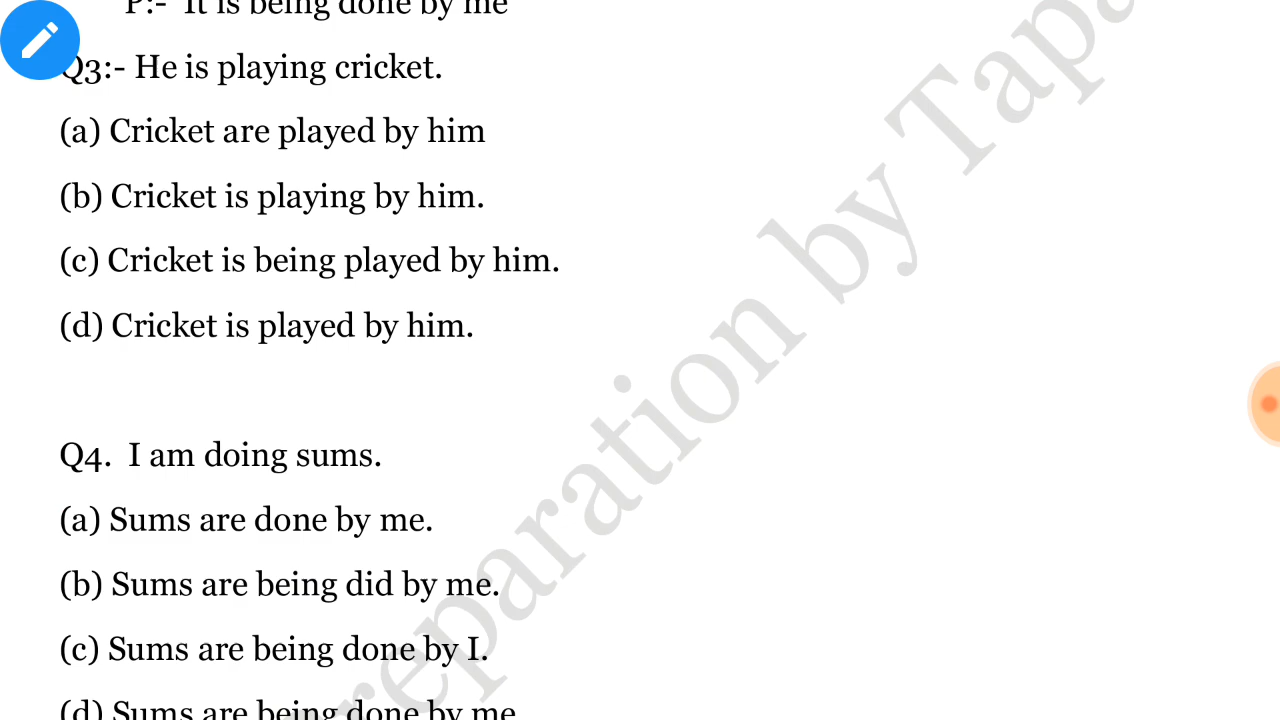 P:- It is being done by me
Q3:- He is playing cricket.
(a) Cricket are played by him
(b) Cricket is playing by him.
(c) Cricket is being played by him.
(d) Cricket is played by him.
Q4. I am doing sums.
(a) Sums are done by me.
(b) Sums are being did by me.
(c) Sums are being done by I.
(d) Sums are being done by me
reparation by Tapa